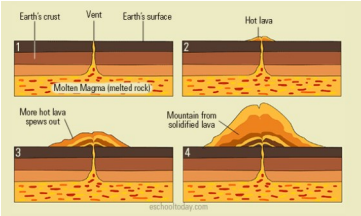 Earth's crust
Vent
Earth's surface
1
Molten Magma (melted rock)
Hot lava
2
More hot lava
spews out
3
Mountain from
solidified lava
4
eschooltoday.com